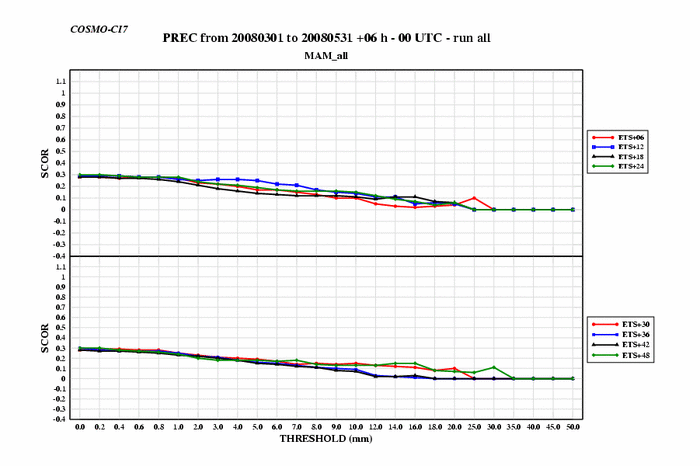 COSMO-C17
PREC from 20080301 to 20080531 +06 h - 00 UTC - run all
MAM_all
1.1
1
0.9
0.8
0.7
0.6
0.5
0.4
0.3
0.2
0.1
0
-0.1
-0.2
-0.3
-0.4
SCOR
ETS+06
ETS+12
ETS+18
ETS+24
1.1
1
0.9
0.8
0.7
0.6
0.5
0.4
0.3
0.2
0.1
0
-0.1
-0.2
-0.3
-0.4
SCOR
ETS+30
ETS+36
ETS+42
ETS+48
0.0 0.2 0.4 0.6 0.8 1.0 2.0 3.0 4.0 5.0 6.0 7.0 8.0 9.0 10.0 12.0 14.0 16.0 18.0 20.0 25.0 30.0 35.0 40.0 45.0 50.0
THRESHOLD (mm)